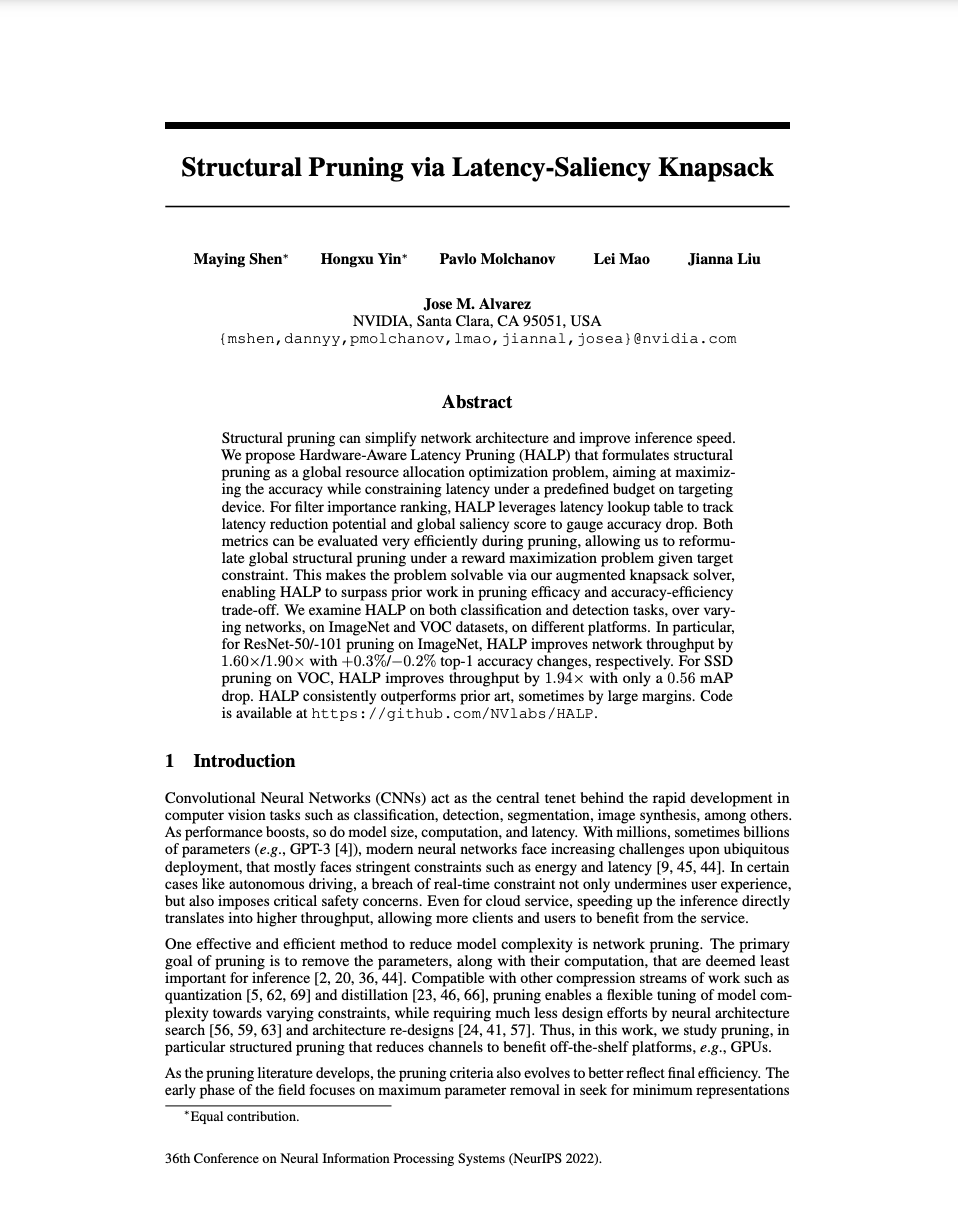 Structural Pruning via Latency-Saliency Knapsack
Maying Shen* Hongxu Yin* Pavlo Molchanov Lei Mao Jianna Liu
Jose M. Alvarez
NVIDIA, Santa Clara, CA 95051, USA
{mshen,dannyy,pmolchanov,lmao,jiannal,josea}@nvidia.com
Abstract
Structural pruning can simplify network architecture and improve inference speed.
We propose Hardware-Aware Latency Pruning (HALP) that formulates structural
pruning as a global resource allocation optimization problem, aiming at maximiz-
ing the accuracy while constraining latency under a predefined budget on targeting
device. For filter importance ranking, HALP leverages latency lookup table to track
latency reduction potential and global saliency score to gauge accuracy drop. Both
metrics can be evaluated very efficiently during pruning, allowing us to reformu-
late global structural pruning under a reward maximization problem given target
constraint. This makes the problem solvable via our augmented knapsack solver,
enabling HALP to surpass prior work in pruning efficacy and accuracy-efficiency
trade-off. We examine HALP on both classification and detection tasks, over vary-
ing networks, on ImageNet and VOC datasets, on different platforms. In particular,
for ResNet-50/-101 pruning on ImageNet, HALP improves network throughput by
1.60×/1.90× with +0.3%/−0.2% top-1 accuracy changes, respectively. For SSD
pruning on VOC, HALP improves throughput by 1.94× with only a 0.56 mAP
drop. HALP consistently outperforms prior art, sometimes by large margins. Code
is available at https://github.com/NVlabs/HALP.
1 Introduction
Convolutional Neural Networks (CNNs) act as the central tenet behind the rapid development in
computer vision tasks such as classification, detection, segmentation, image synthesis, among others.
As performance boosts, so do model size, computation, and latency. With millions, sometimes billions
of parameters (e.g., GPT-3 [4]), modern neural networks face increasing challenges upon ubiquitous
deployment, that mostly faces stringent constraints such as energy and latency [9, 45, 44]. In certain
cases like autonomous driving, a breach of real-time constraint not only undermines user experience,
but also imposes critical safety concerns. Even for cloud service, speeding up the inference directly
translates into higher throughput, allowing more clients and users to benefit from the service.
One effective and efficient method to reduce model complexity is network pruning. The primary
goal of pruning is to remove the parameters, along with their computation, that are deemed least
important for inference [2, 20, 36, 44]. Compatible with other compression streams of work such as
quantization [5, 62, 69] and distillation [23, 46, 66], pruning enables a flexible tuning of model com-
plexity towards varying constraints, while requiring much less design efforts by neural architecture
search [56, 59, 63] and architecture re-designs [24, 41, 57]. Thus, in this work, we study pruning, in
particular structured pruning that reduces channels to benefit off-the-shelf platforms, e.g., GPUs.
As the pruning literature develops, the pruning criteria also evolves to better reflect final efficiency. The
early phase of the field focuses on maximum parameter removal in seek for minimum representations
*Equal contribution.
36th Conference on Neural Information Processing Systems (NeurIPS 2022).